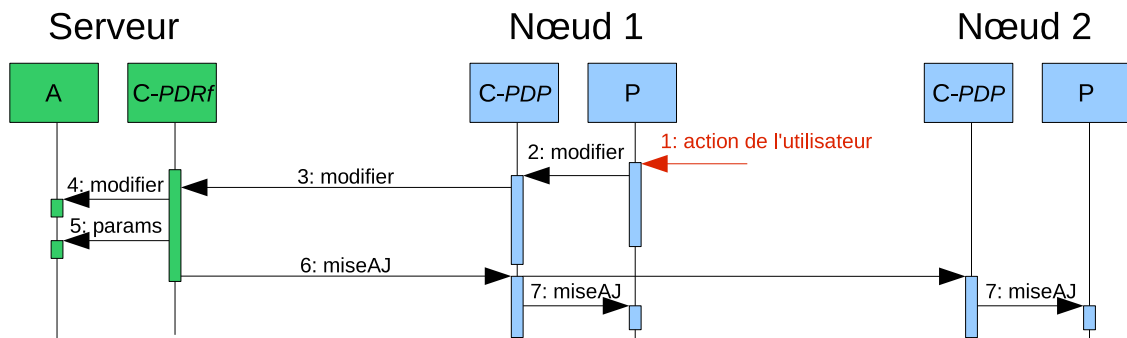 Serveur
Nœud 1
Nœud 2
A
C-PDRf
C-PDP
P
C-PDP
P
1: action de l'utilisateur
2: modifier
3: modifier
4: modifier
5: params
6: miseAJ
7: miseAJ
7: miseAJ